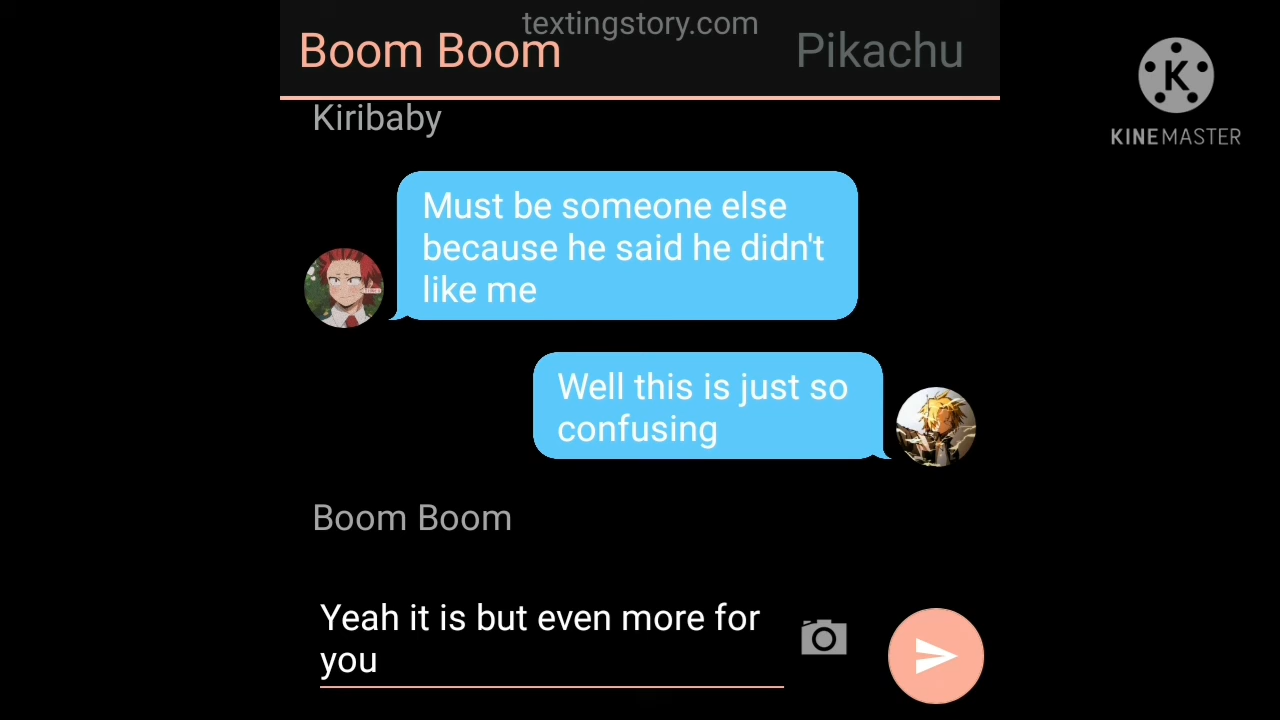 textingstory.com
Boom Boom
Pikachu
K
KINEMASTER
Kiribaby
Must be someone else
because he said he didn't
like me
Well this is just so
confusing
Boom Boom
Yeah it is but even more for
you